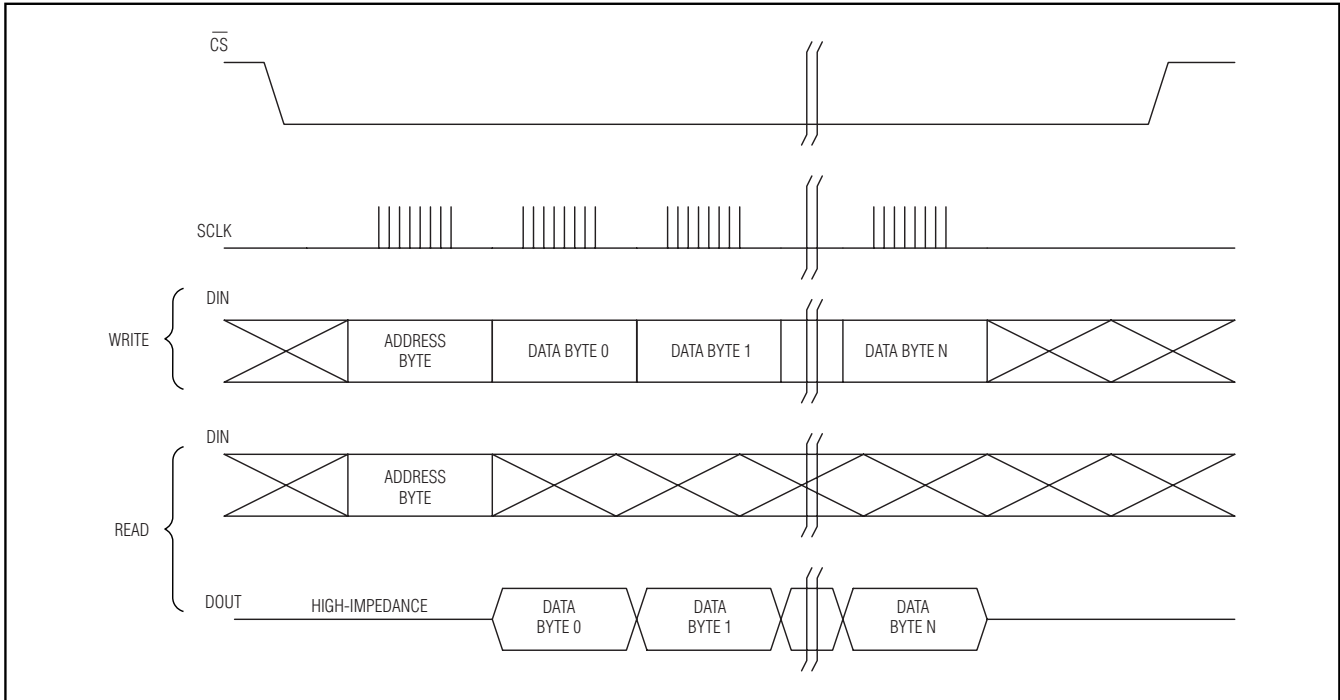 CS
SCLK
DIN
WRITE
ADDRESS
BYTE
DATA BYTE 0
DATA BYTE 1
DATA BYTE N
DIN
READ
ADDRESS
BYTE
DOUT
HIGH-IMPEDANCE
DATA
BYTE 0
DATA
BYTE 1
DATA
BYTE N